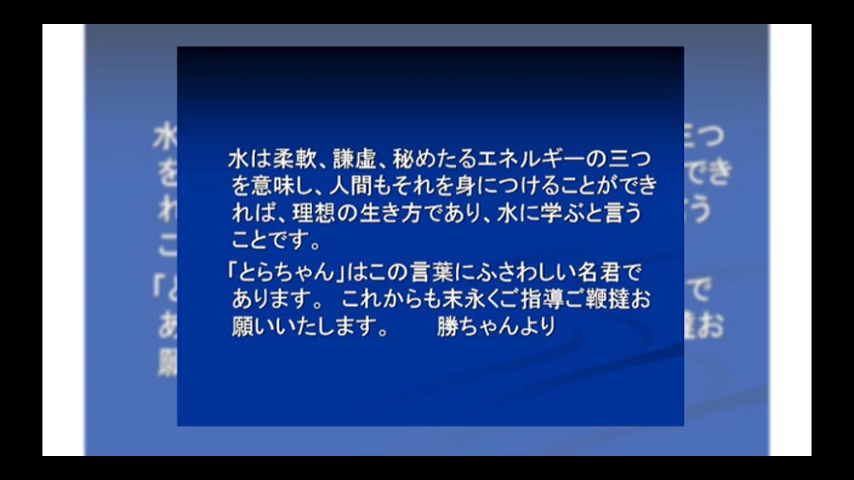 水は柔軟、謙虚、秘めたるエネルギーの三つ
を意味し、人間もそれを身につけることができ
れば、理想の生き方であり、水に学ぶと言う
ことです。
「とらちゃん」はこの言葉にふさわしい名君で
あります。 これからも末永くご指導ご鞭撻お
願いいたします。 勝ちゃんより